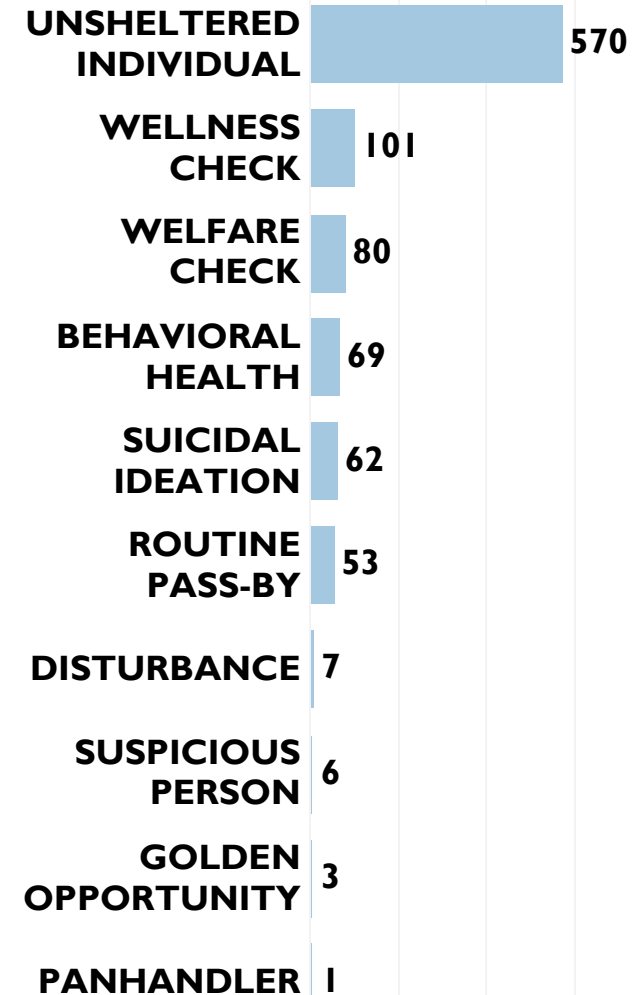 UNSHELTERED
INDIVIDUAL
570
WELLNESS
CHECK
101
WELFARE
CHECK
80
BEHAVIORAL
HEALTH
69
SUICIDAL
IDEATION
62
ROUTINE
PASS-BY
53
DISTURBANCE
7
SUSPICIOUS
PERSON
6
GOLDEN
OPPORTUNITY
3
PANHANDLER
1